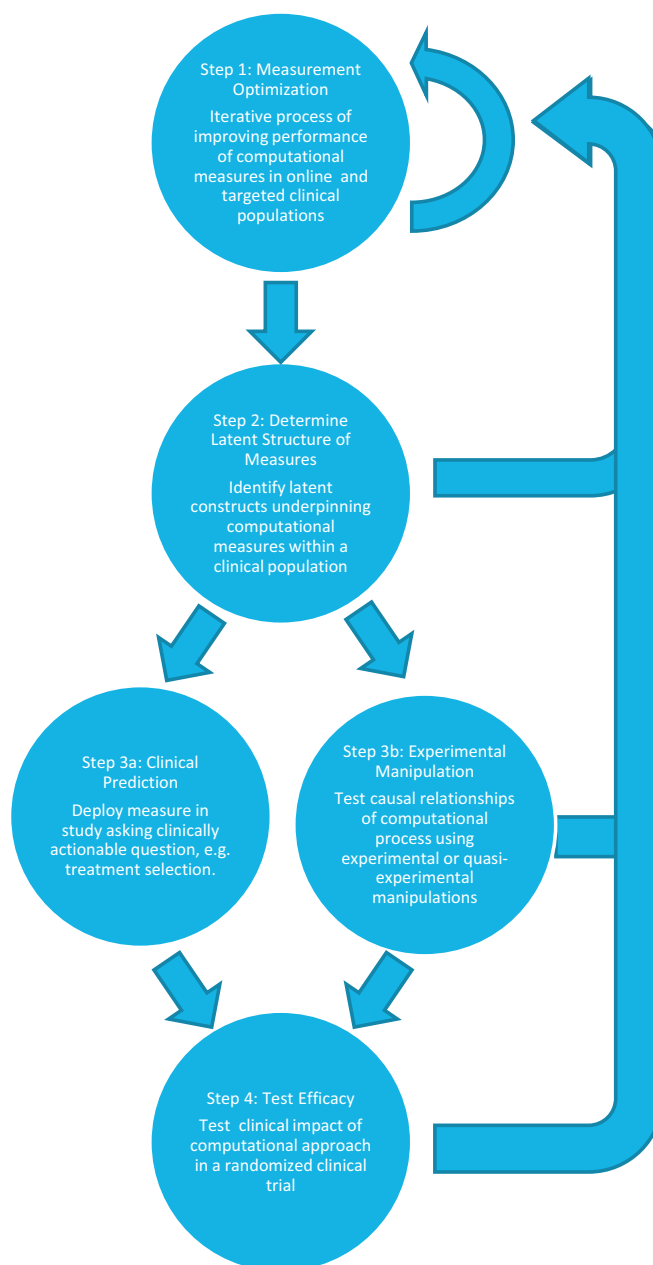 Step 1: Measurement
Optimization
Iterative process of
improving performance
of computational
measures in online and
targeted clinical
populations
Step 2: Determine
Latent Structure of
Measures
Identify latent
constructs underpinning
computational
measures within a
clinical population
Step 3a: Clinical
Prediction
Deploy measure in
study asking clinically
actionable question, e.g.
treatment selection.
Step 3b: Experimental
Manipulation
Test causal relationships
of computational
process using
experimental or quasi-
experimental
manipulations
Step 4: Test Efficacy
Test clinical impact of
computational approach
in a randomized clinical
trial